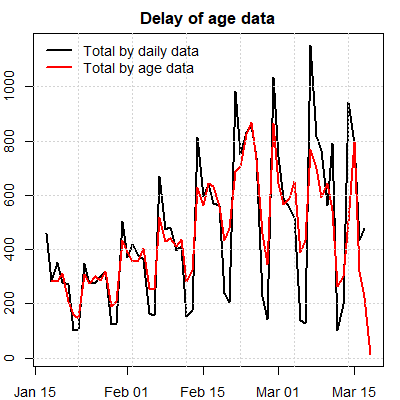 Delay of age data
Total by daily data
Total by age data
1000
800
600
400
200
0
Jan 15
Feb 01
Feb 15
Mar 01
Mar 15